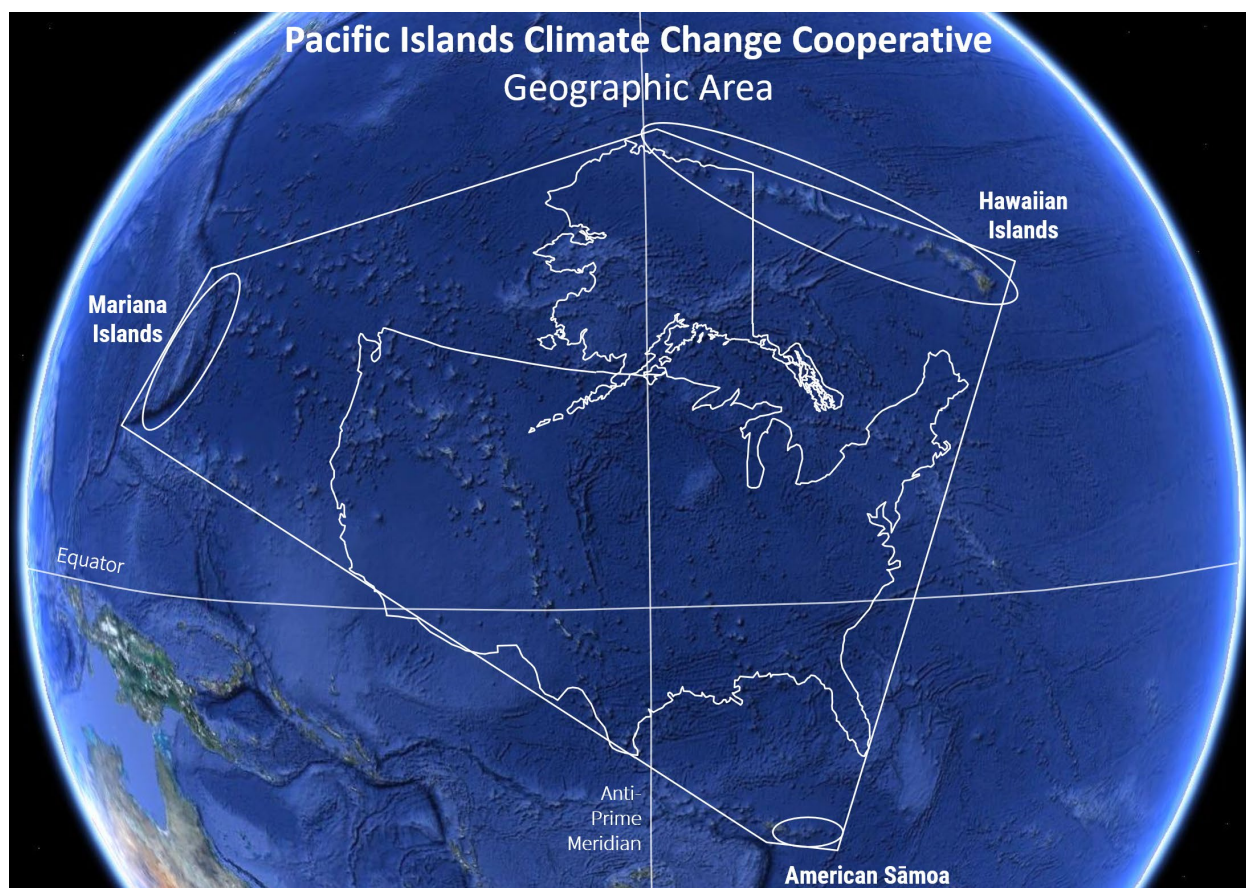 Pacific Islands Climate Change Cooperative
Geographic Area
Hawaiian
Islands
Mariana
Islands
Equator
Anti-
Prime
Meridian
American Sāmoa